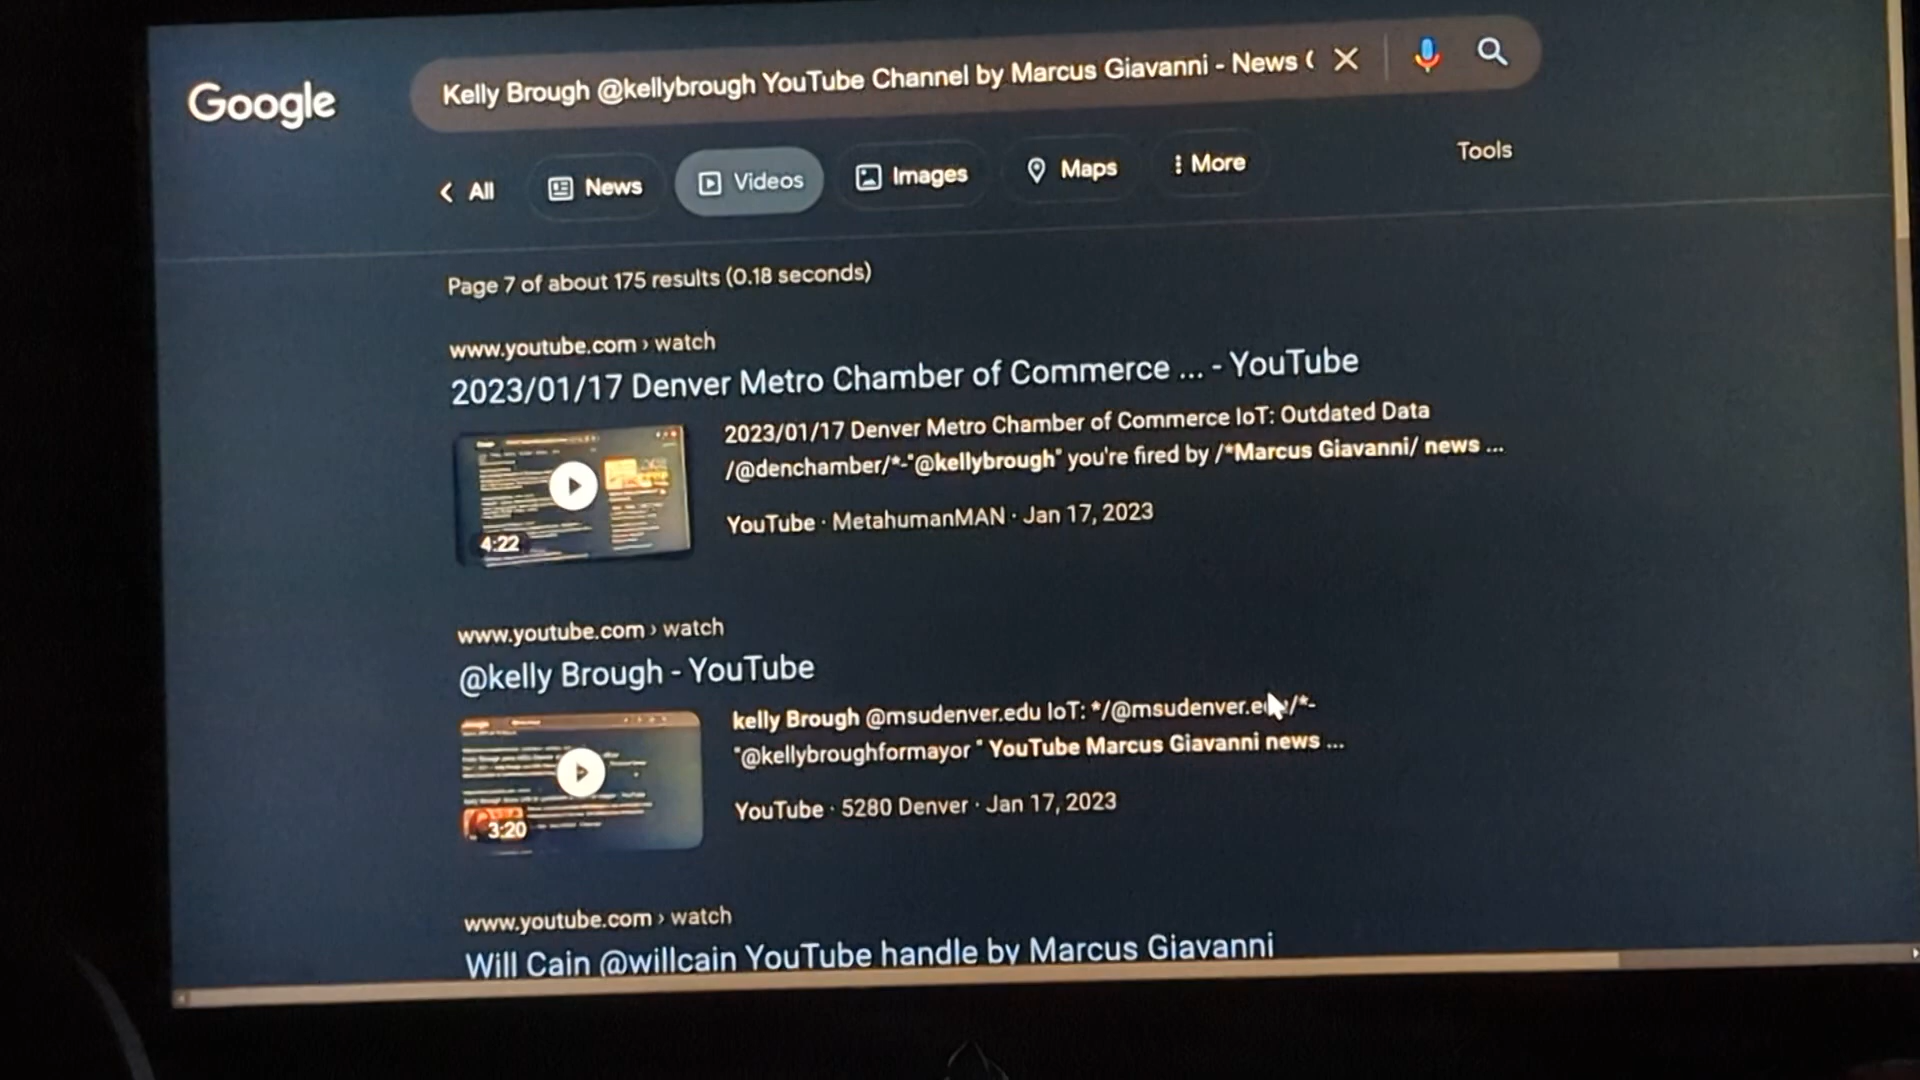 Google
Kelly Brough @kellybrough YouTube Channel by Marcus Giavanni - News
All News Videos Images Maps More Tools
Page 7 of about 175 results (0.18 seconds)
www.youtube.com › watch
2023/01/17 Denver Metro Chamber of Commerce ... - YouTube
2023/01/17 Denver Metro Chamber of Commerce IoT: Outdated Data
/@denchamber/*-"@kellybrough" you're fired by /*Marcus Giavanni/ news ...
4:22
YouTube · MetahumanMAN · Jan 17, 2023
www.youtube.com › watch
@kelly Brough - YouTube
kelly Brough @msudenver.edu IoT: */@msudenver.edu/*-
"@kellybroughformayor " YouTube Marcus Giavanni news ...
3:20
YouTube · 5280 Denver · Jan 17, 2023
www.youtube.com › watch
Will Cain @willcain YouTube handle by Marcus Giavanni